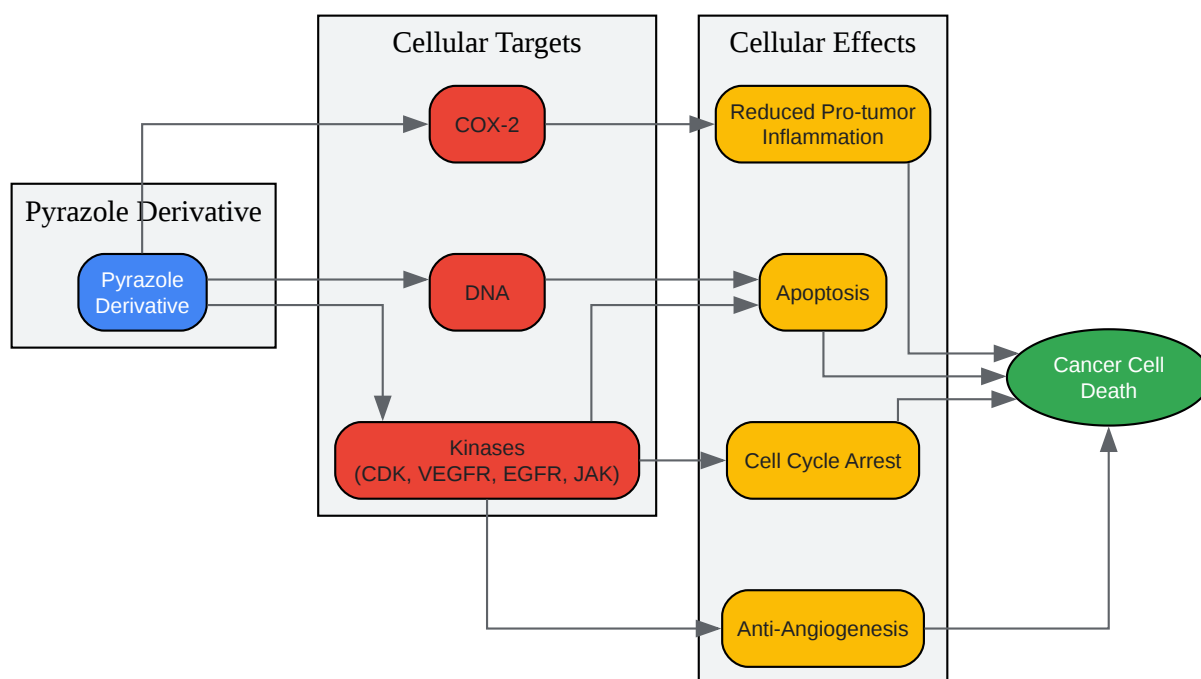 Cellular Targets
Cellular Effects
COX-2
Reduced Pro-tumor
Inflammation
Pyrazole Derivative
Pyrazole
Derivative
DNA
Apoptosis
Cancer Cell
Death
Kinases
(CDK, VEGFR, EGFR, JAK)
Cell Cycle Arrest
Anti-Angiogenesis